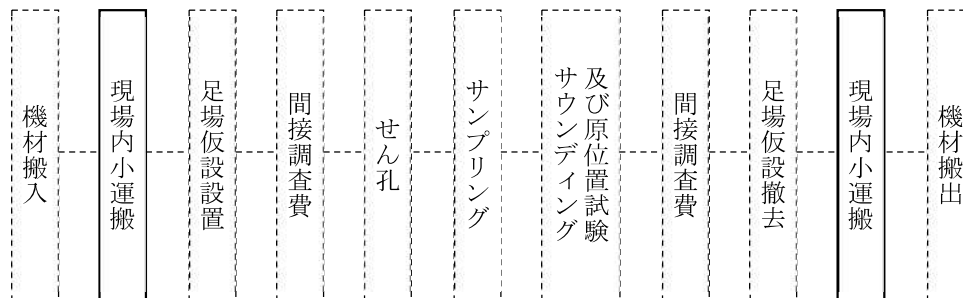 機材搬入
現場内小運搬
足場仮設設置
間接調査費
せん孔
サンプリング
サウンディング
及び原位置試験
間接調査費
足場仮設撤去
現場内小運搬
機材搬出